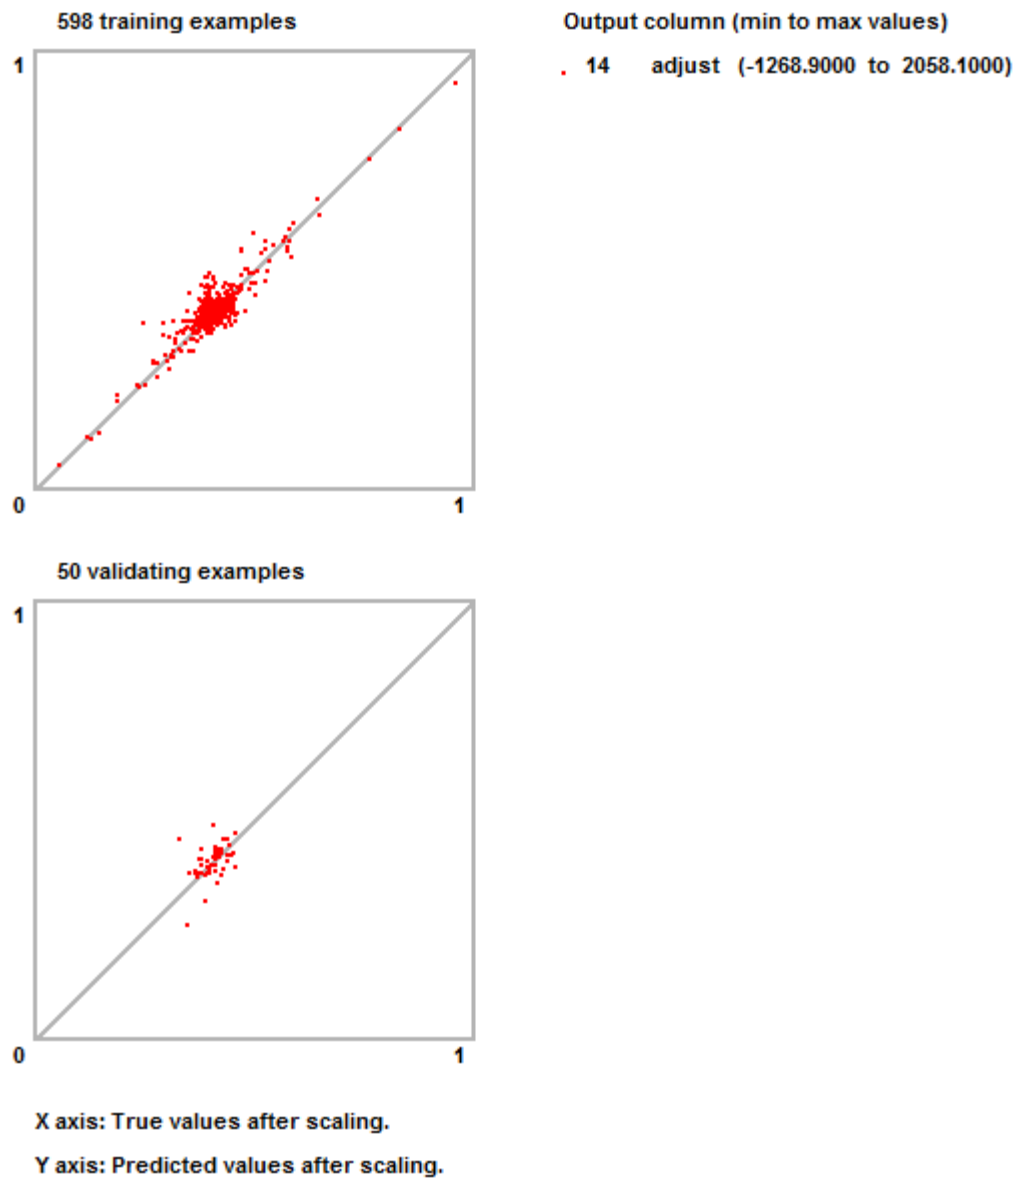 598 training examples
Output column (min to max values)
1
14 adjust (-1268.9000 to 2058.1000)
0
1
50 validating examples
1
0
1
X axis: True values after scaling.
Y axis: Predicted values after scaling.